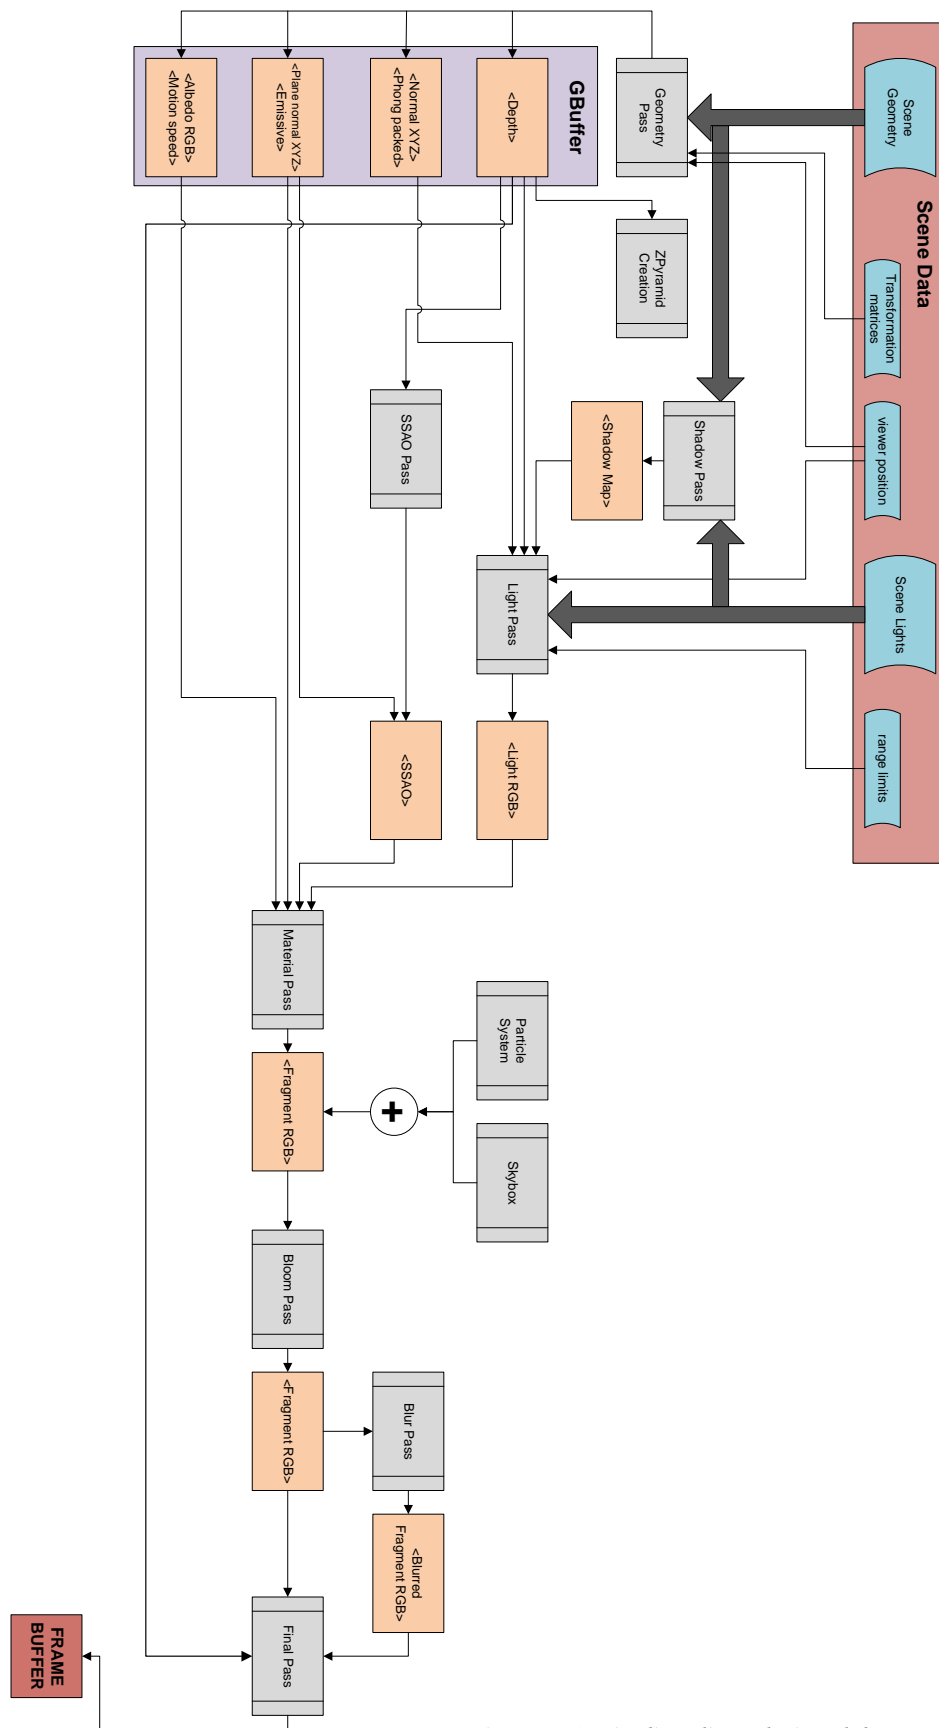 Scene Data
Scene
Geometry
Transformation
matrices
viewer position
Scene Lights
range limits
Geometry
Pass
ZPyramid
Creation
Shadow Pass
<Shadow Map>
GBuffer
<Depth>
<Normal XYZ>
<Phong packed>
<Plane normal XYZ>
<Emissive>
<Albedo RGB>
<Motion speed>
SSAO Pass
Light Pass
<Light RGB>
<SSAO>
Material Pass
Particle
System
Skybox
+
<Fragment RGB>
Bloom Pass
<Fragment RGB>
Blur Pass
<Blurred
Fragment RGB>
Final Pass
FRAME
BUFFER